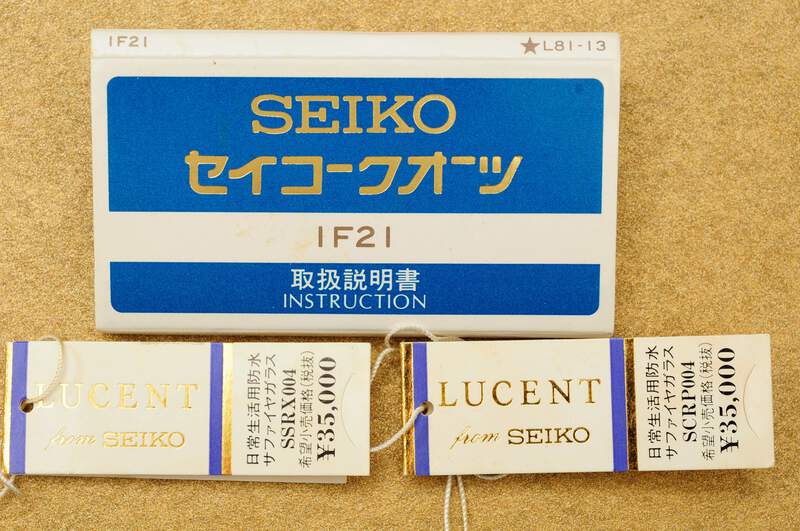 1F21
★L81-13
SEIKO
セイコークオーツ
1F21
取扱説明書
INSTRUCTION
LUCENT
from SEIKO
日常生活用防水
サファイヤガラス
SSRX004
希望小売価格(税抜)
¥35,000
LUCENT
from SEIKO
日常生活用防水
サファイヤガラス
SCRP004
希望小売価格(税抜)
¥35,000